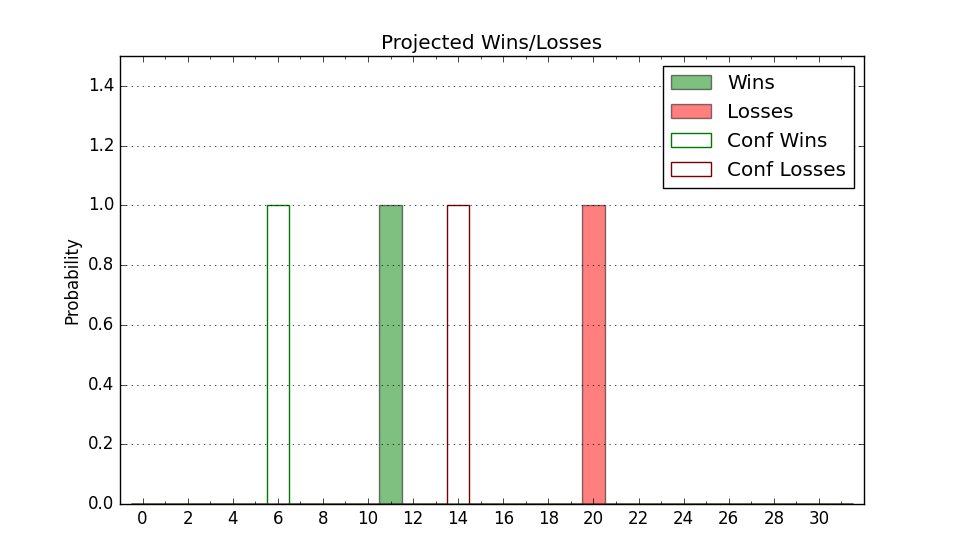 Projected Wins/Losses
Wins
Losses
Conf Wins
Conf Losses
Probability
1.4
1.2
1.0
0.8
0.6
0.4
0.2
0.0
0 2 4 6 8 10 12 14 16 18 20 22 24 26 28 30